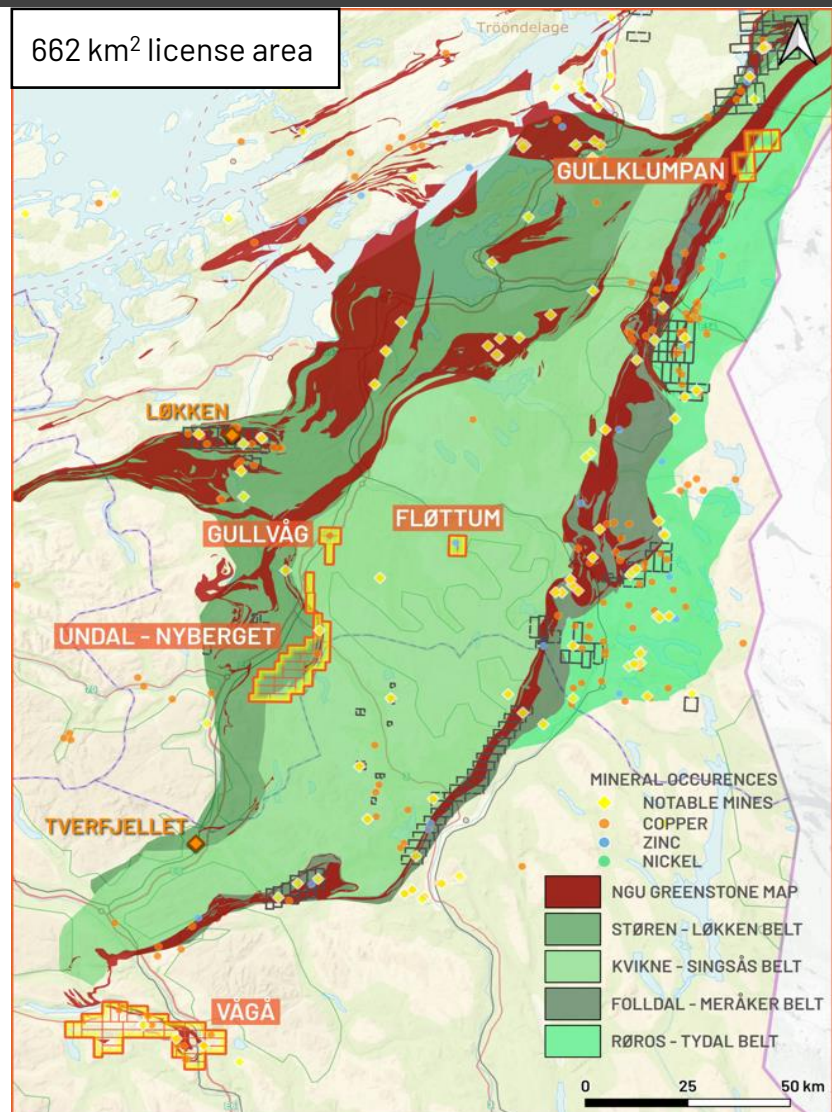 662 km² license area
Trööndelage
GULLKLUMPAN
LØKKEN
GULLVÅG
FLØTTUM
UNDAL - NYBERGET
TVERFJELLET
VÅGÅ
MINERAL OCCURENCES
NOTABLE MINES
COPPER
ZINC
NICKEL
NGU GREENSTONE MAP
STØREN - LØKKEN BELT
KVIKNE - SINGSÅS BELT
FOLLDAL - MERÅKER BELT
RØROS - TYDAL BELT
0 25 50 km